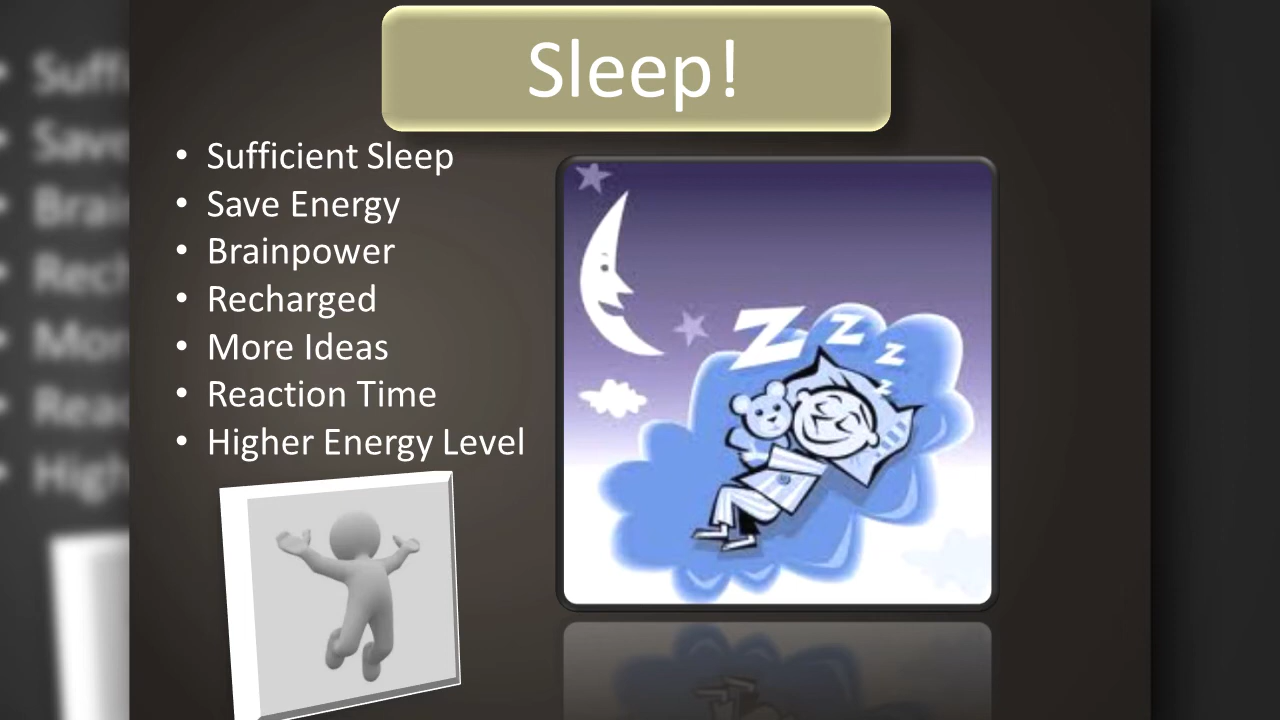 Sleep!
• Sufficient Sleep
• Save Energy
• Brainpower
• Recharged
• More Ideas
• Reaction Time
• Higher Energy Level
Z Z Z Z